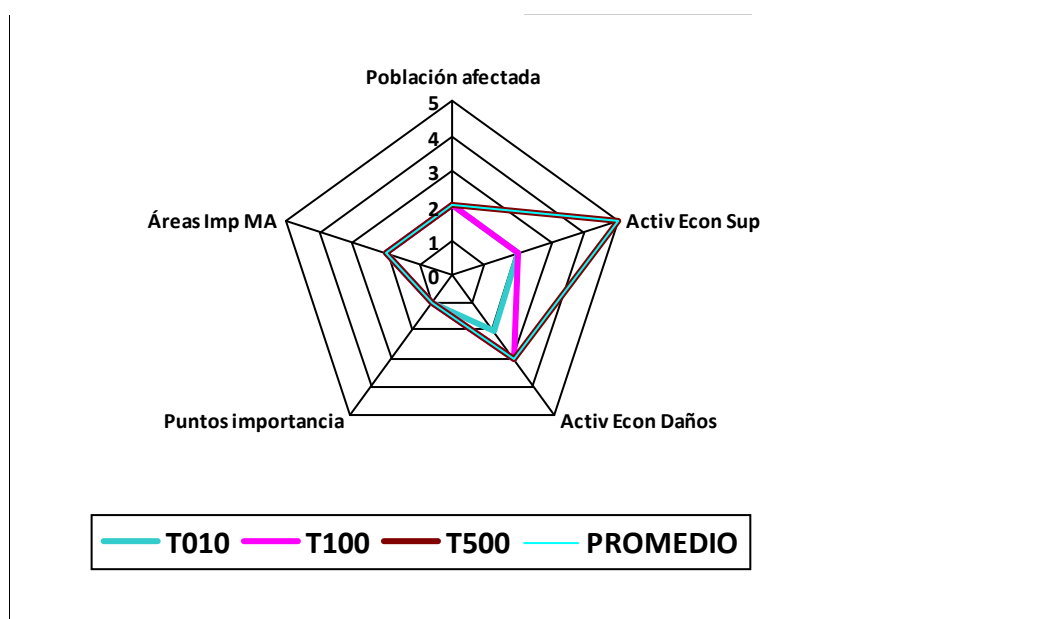 Población afectada
5
4
3
2
1
0
Áreas Imp MA
Activ Econ Sup
Puntos importancia
Activ Econ Daños
T010 T100 T500 PROMEDIO